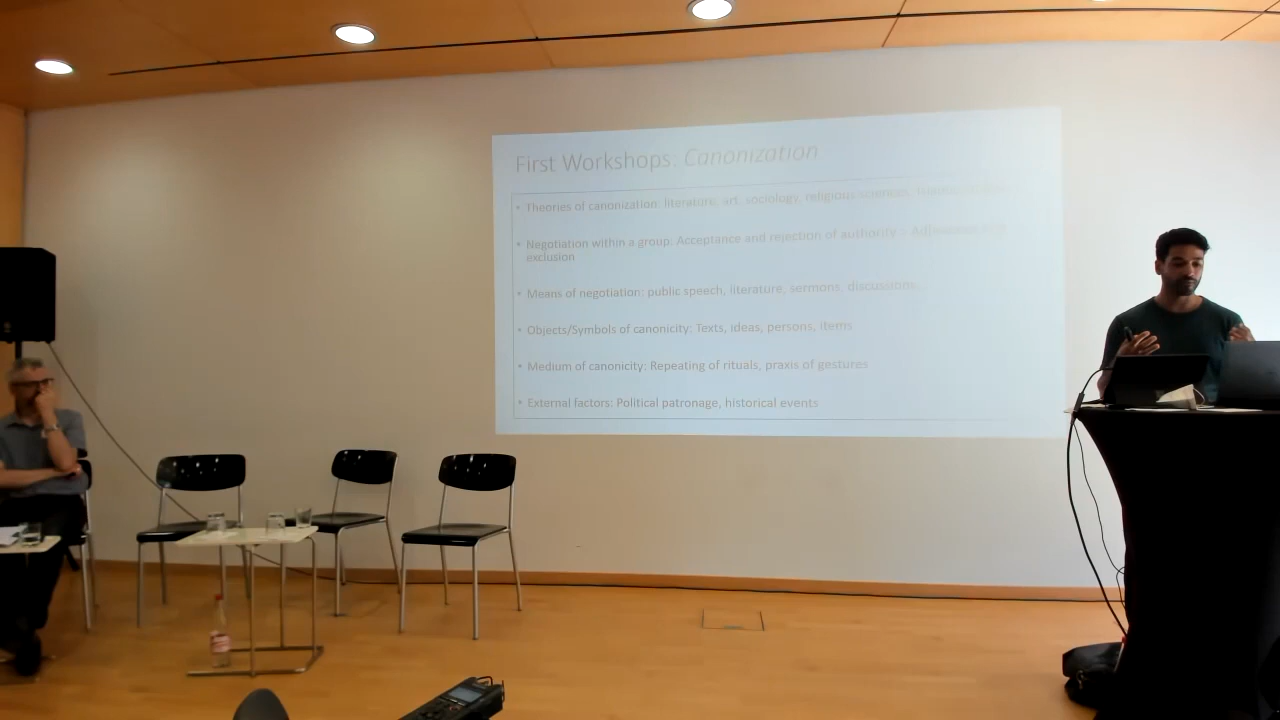 First Workshops: Canonization
• Theories of canonization: literature, art, sociology, religious sciences,
• Negotiation within a group: Acceptance and rejection of authority –
exclusion
• Means of negotiation: public speech, literature, sermons, discussions
• Objects/Symbols of canonicity: Texts, ideas, persons, items
• Medium of canonicity: Repeating of rituals, praxis of gestures
• External factors: Political patronage, historical events